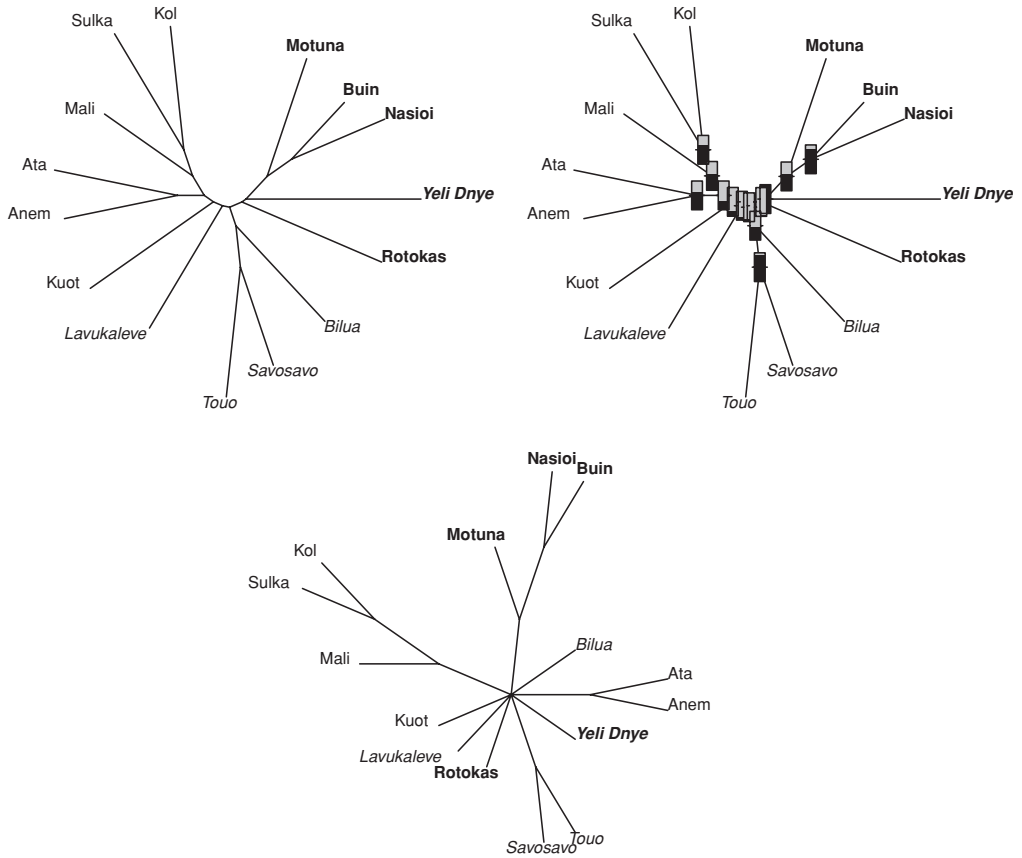 Kol
Sulka
Motuna
Buin
Mali
Nasioi
Ata
Yeli Dnye
Anem
Rotokas
Kuot
Bilua
Lavukaleve
Savosavo
Touo
Kol
Sulka
Motuna
Buin
Mali
Nasioi
Ata
Yeli Dnye
Anem
Rotokas
Kuot
Bilua
Lavukaleve
Savosavo
Touo
Nasioi
Buin
Motuna
Kol
Sulka
Bilua
Mali
Ata
Anem
Kuot
Yeli Dnye
Lavukaleve
Rotokas
Touo
Savosavo